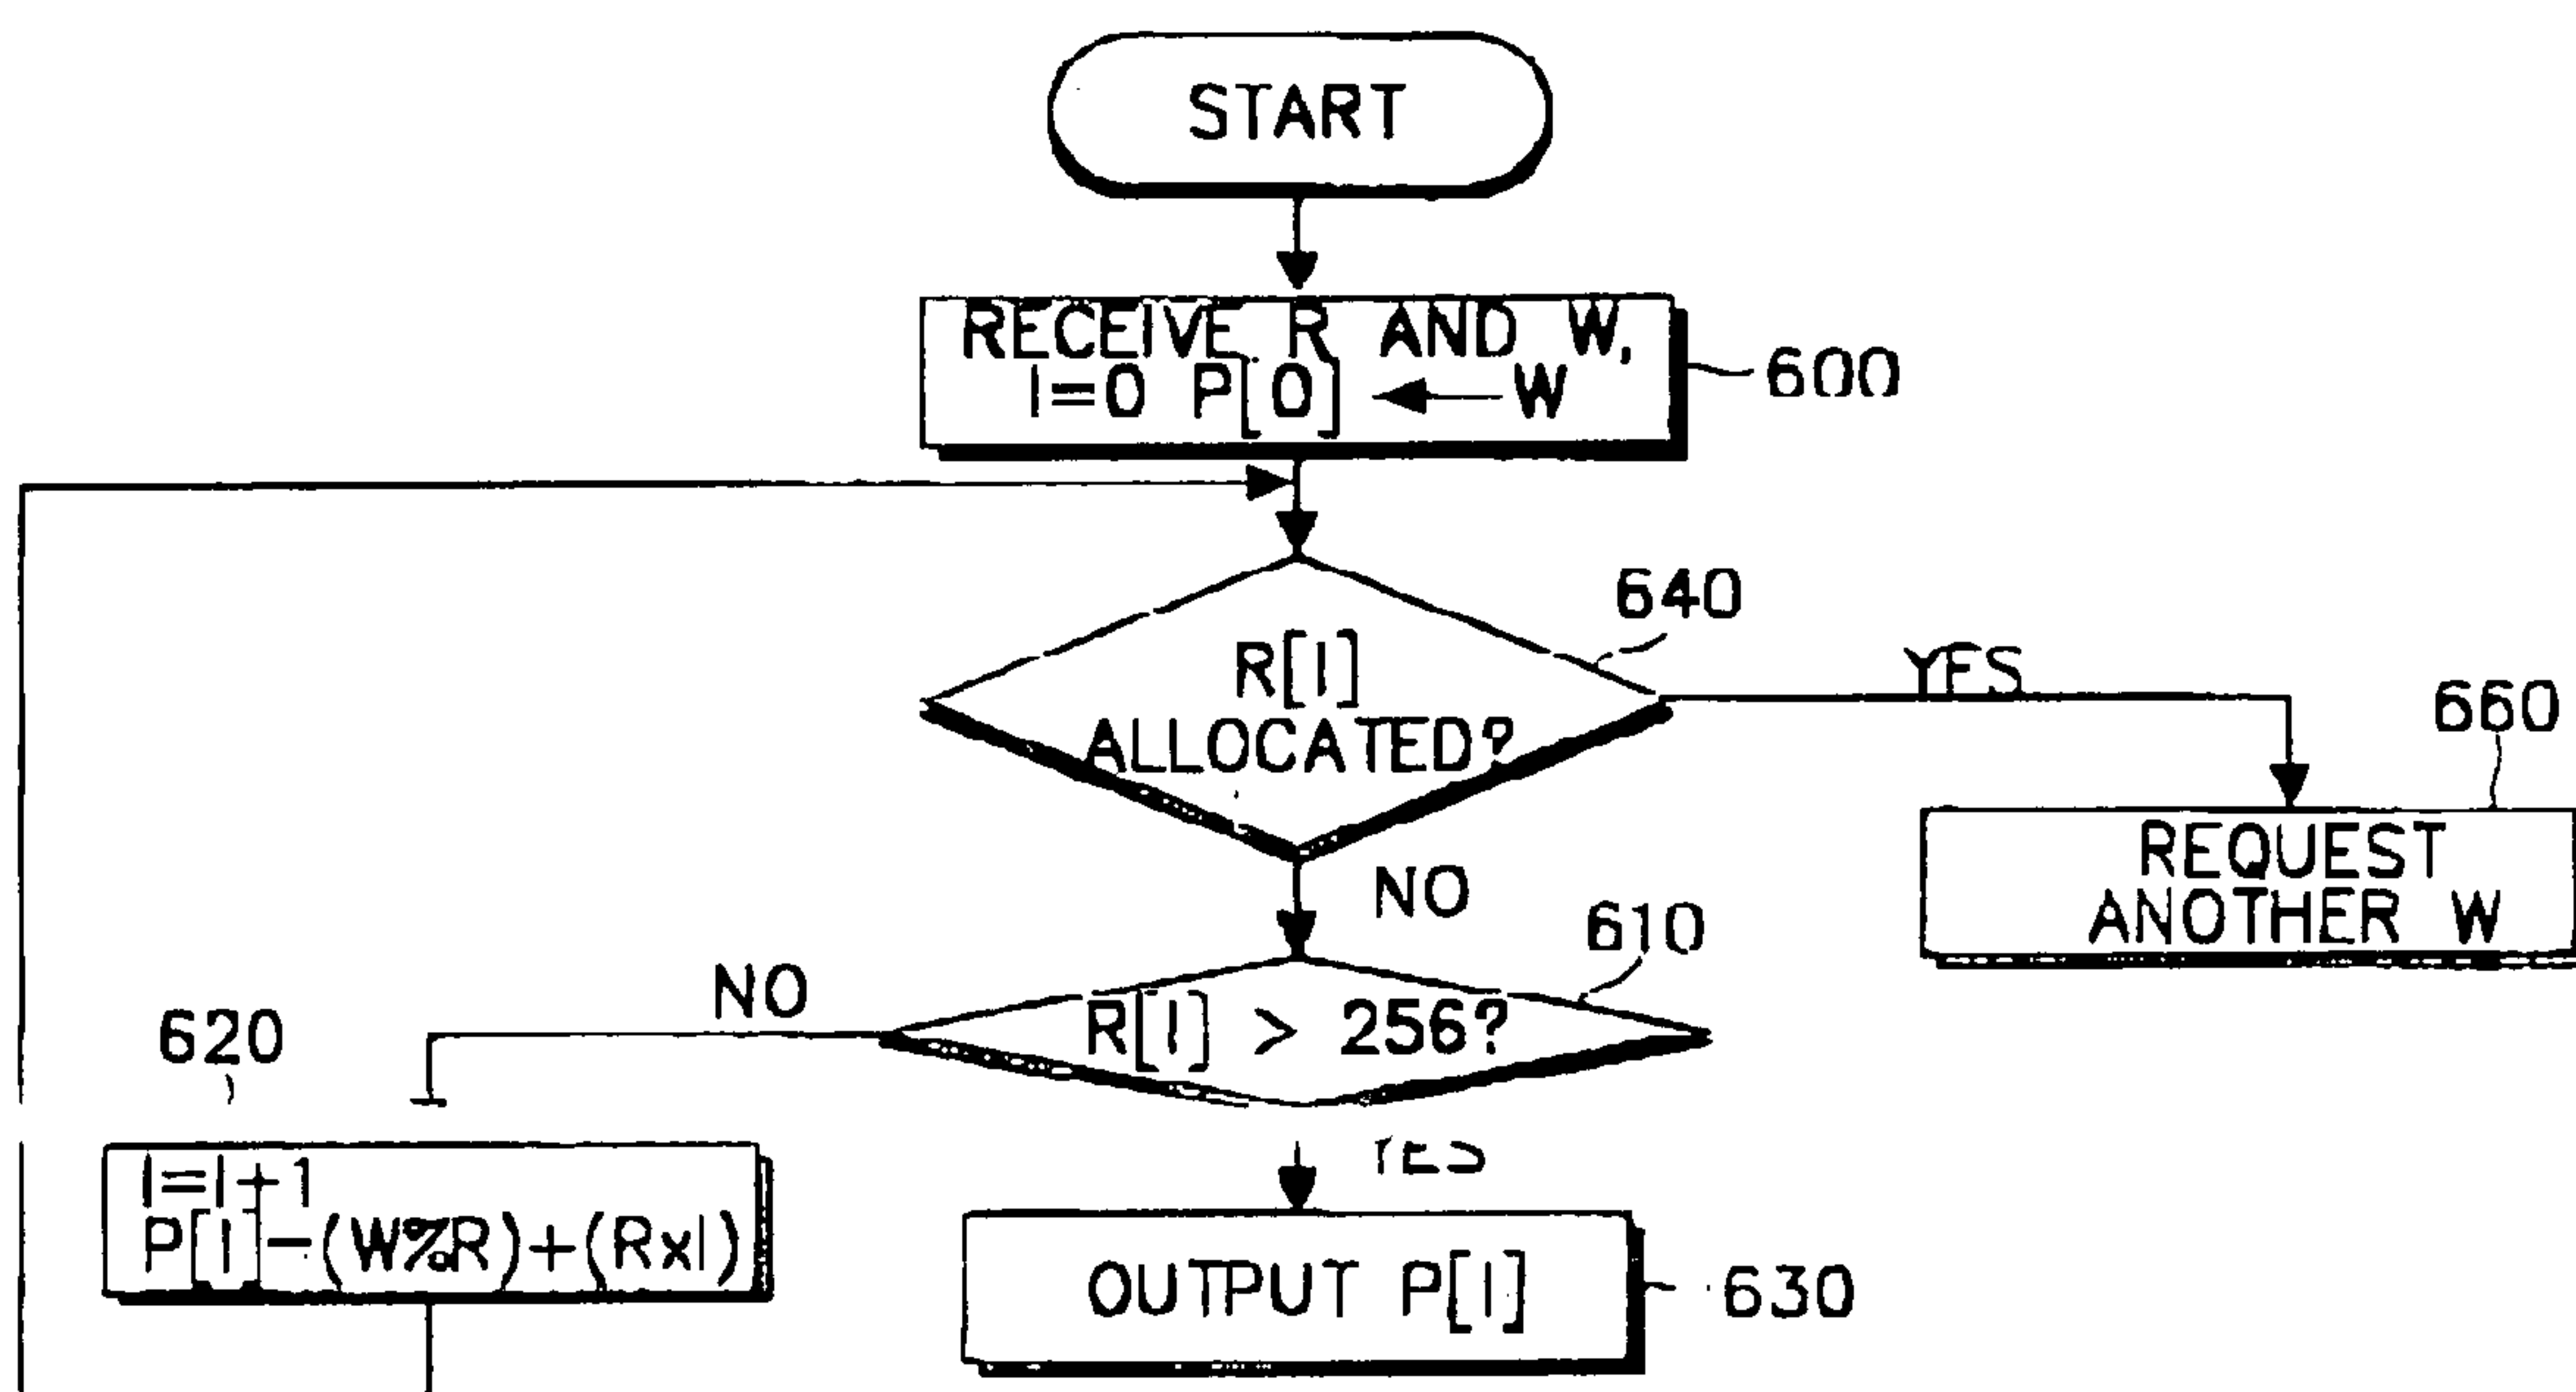 START
RECEIVE R AND W,
I=0 P[0] ← W
600
640
R[I]
ALLOCATED?
YES
660
REQUEST
ANOTHER W
NO
610
R[I] > 256?
NO
620
I=I+1
P[I]-(W%R)+(RxI)
YES
OUTPUT P[I]
630